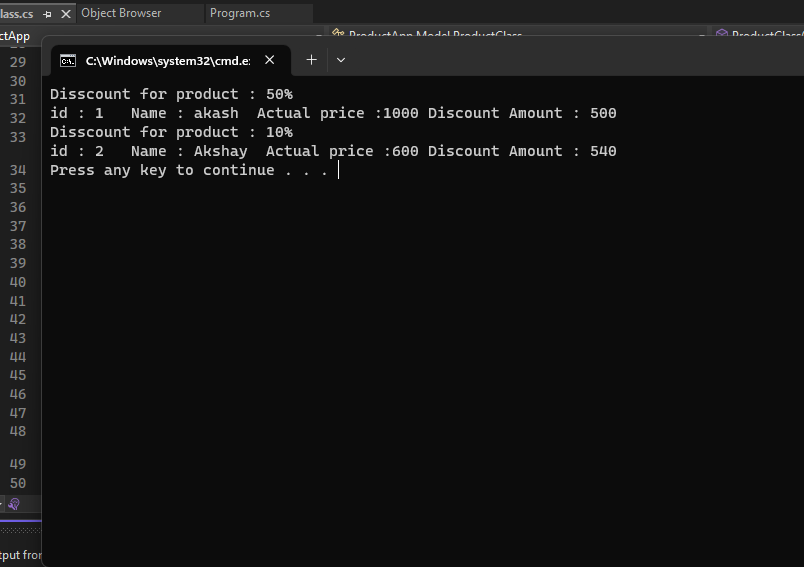 lass.cs Object Browser Program.cs
ctApp ProductApp.Model.ProductClass ProductClass
C:\Windows\system32\cmd.e
29
30
31
32
33
34
35
36
37
38
39
40
41
42
43
44
45
46
47
48
49
50
Disscount for product : 50%
id : 1 Name : akash Actual price :1000 Discount Amount : 500
Disscount for product : 10%
id : 2 Name : Akshay Actual price :600 Discount Amount : 540
Press any key to continue . . .
tput from